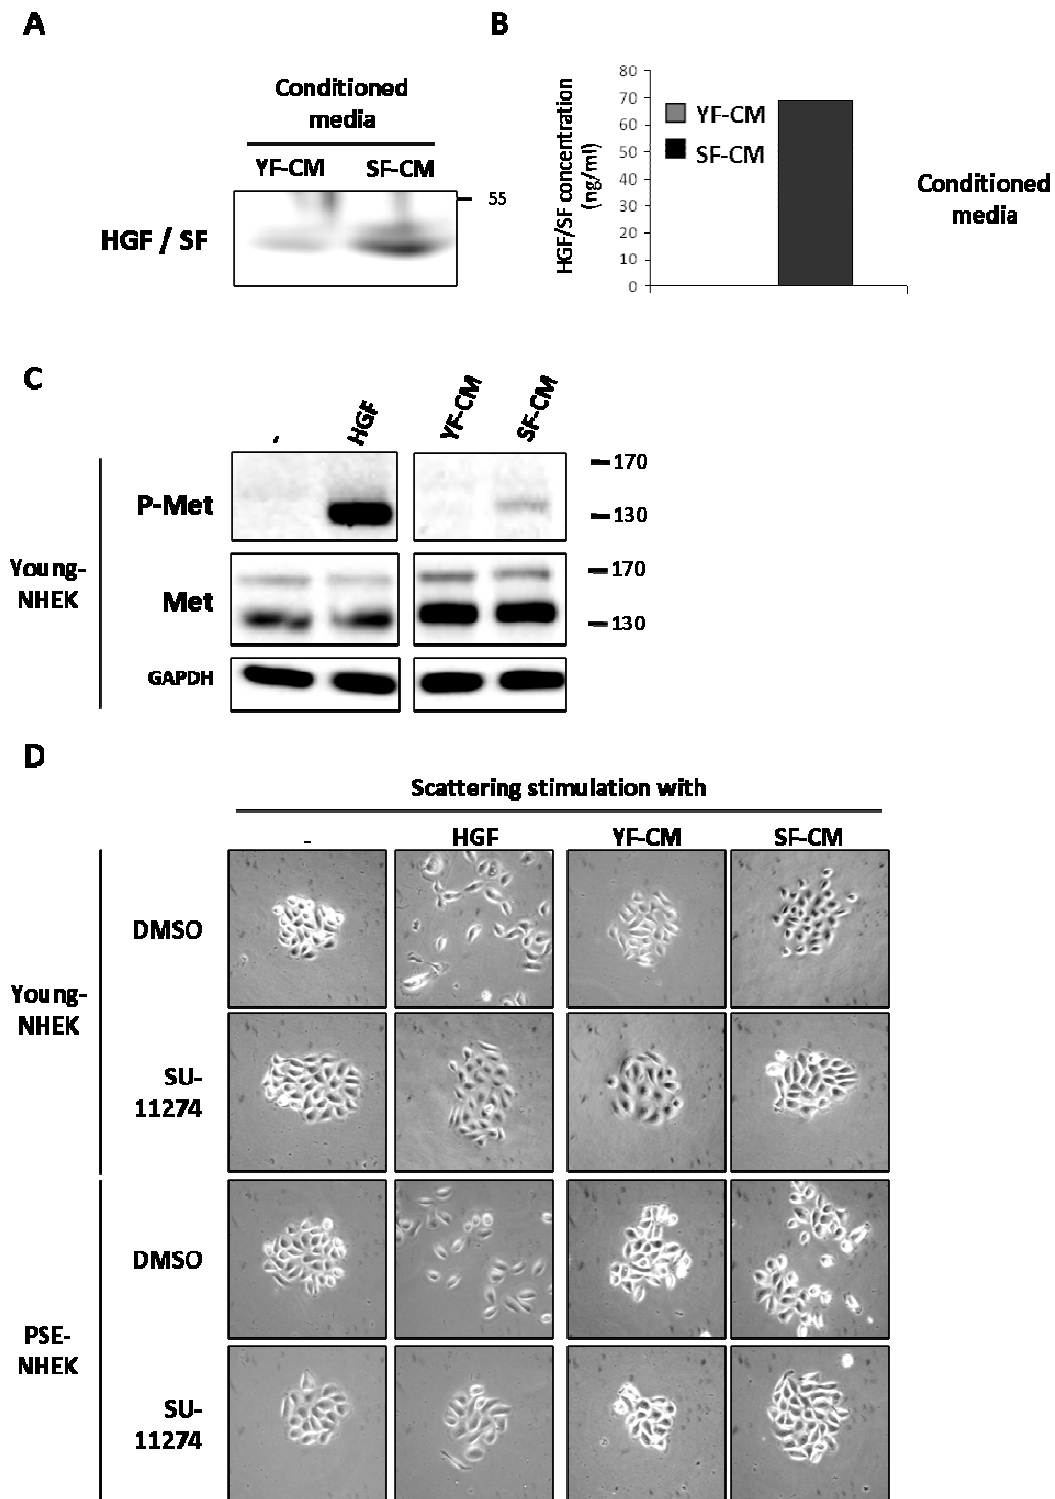 A
Conditioned
media
YF-CM SF-CM
55
HGF / SF
B
HGF/SF concentration
(ng/ml)
80
70
60
50
40
30
20
10
0
YF-CM
SF-CM
Conditioned
media
C
- HGF YF-CM SF-CM
P-Met
170
130
Young-
NHEK
Met
170
130
GAPDH
D
Scattering stimulation with
- HGF YF-CM SF-CM
Young-
NHEK
DMSO
SU-
11274
PSE-
NHEK
DMSO
SU-
11274